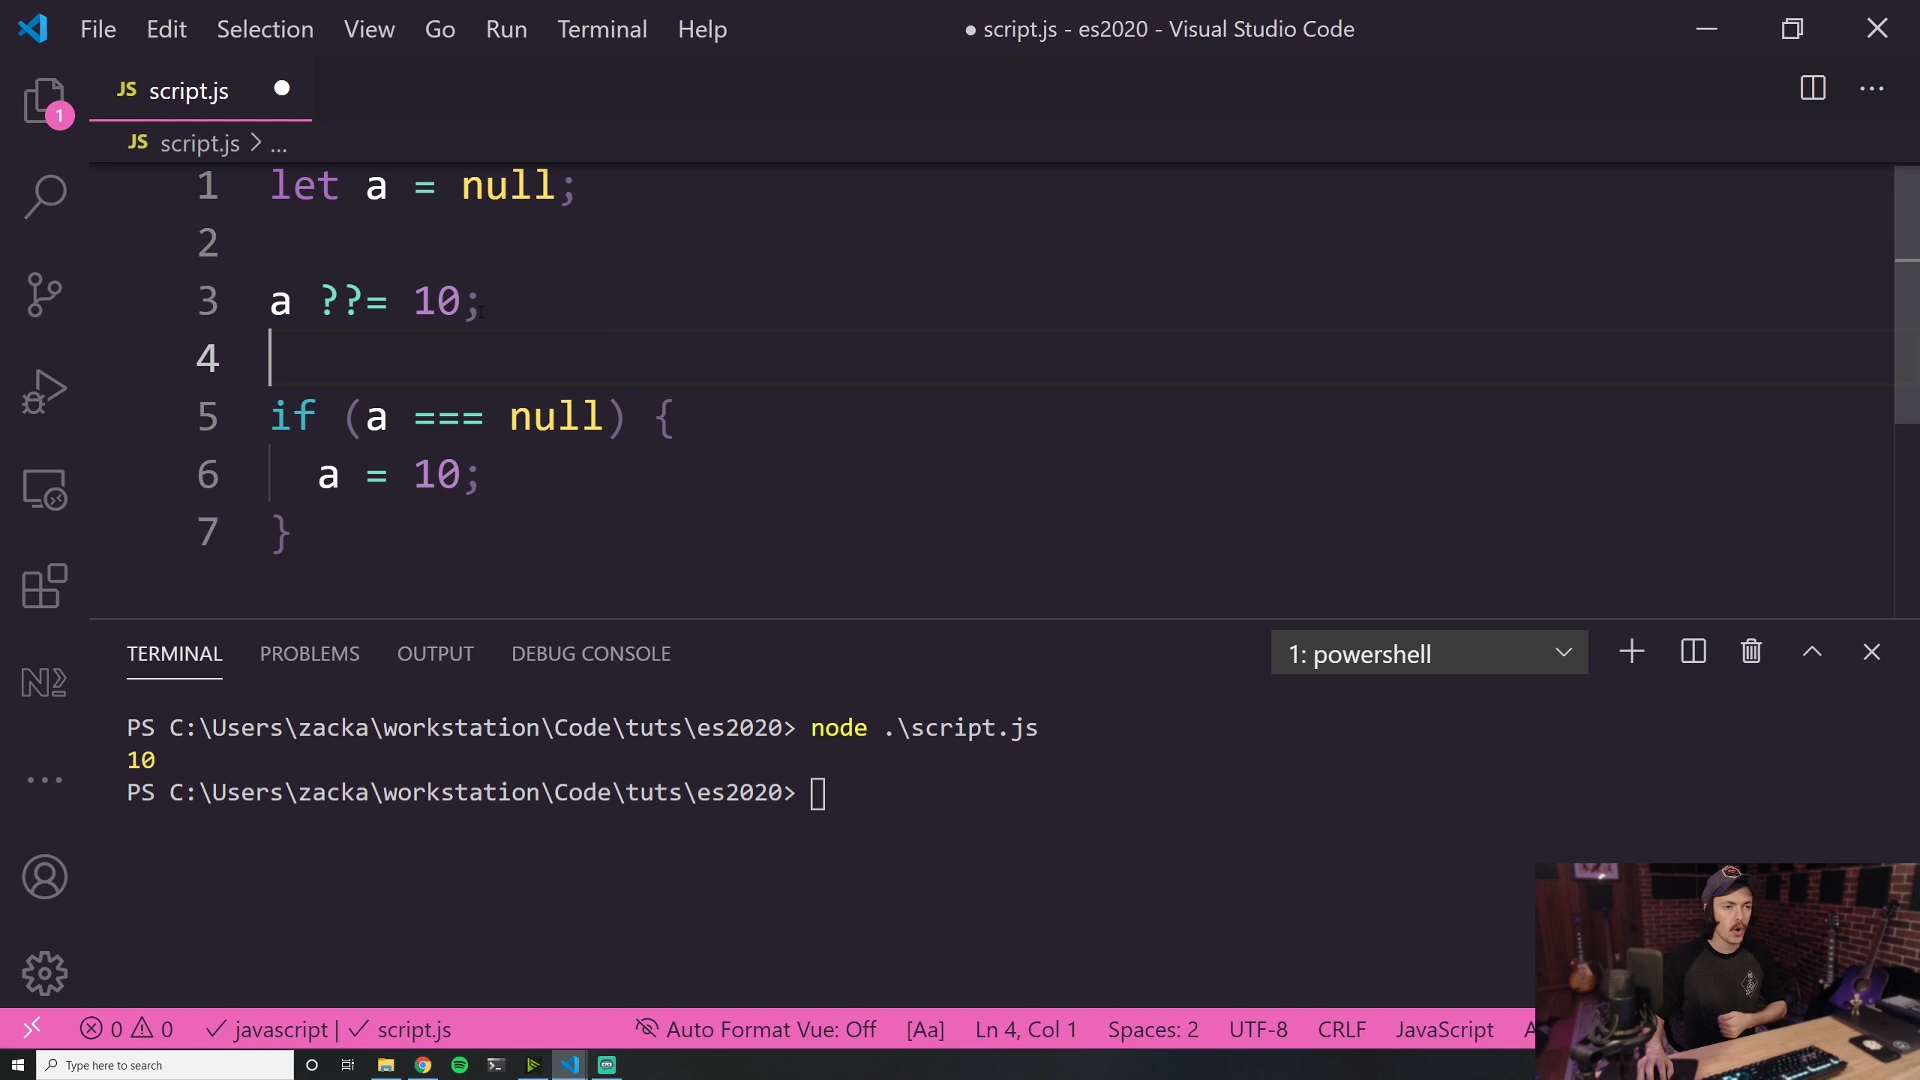 File Edit Selection View Go Run Terminal Help
● script.js - es2020 - Visual Studio Code
1
JS script.js ●
JS script.js > ...
1 let a = null;
2
3 a ??= 10;
4
5 if (a === null) {
6 a = 10;
7 }
TERMINAL PROBLEMS OUTPUT DEBUG CONSOLE
1: powershell
PS C:\Users\zacka\workstation\Code\tuts\es2020> node .\script.js
10
PS C:\Users\zacka\workstation\Code\tuts\es2020>
0 0 javascript | script.js Auto Format Vue: Off [Aa] Ln 4, Col 1 Spaces: 2 UTF-8 CRLF JavaScript
Type here to search